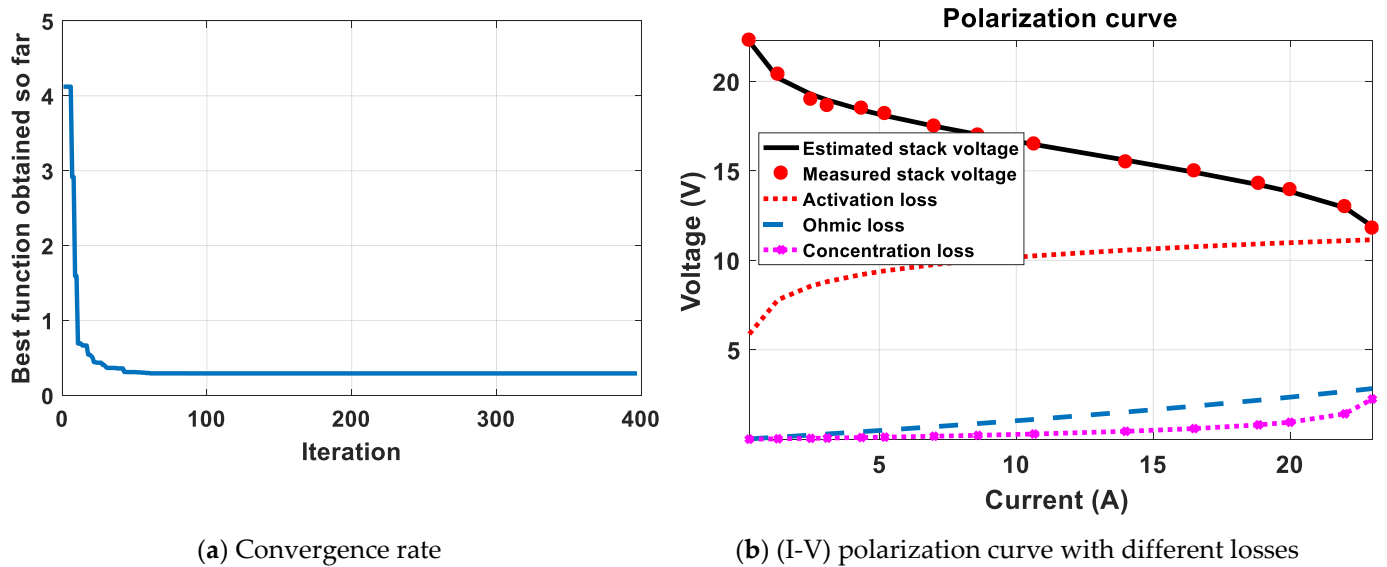 5
4
3
2
1
0
0
100
200
300
400
Best function obtained so far
Iteration
Polarization curve
20
15
10
5
5
10
15
20
Voltage (V)
Current (A)
Estimated stack voltage
Measured stack voltage
Activation loss
Ohmic loss
Concentration loss
(a) Convergence rate
(b) (I-V) polarization curve with different losses